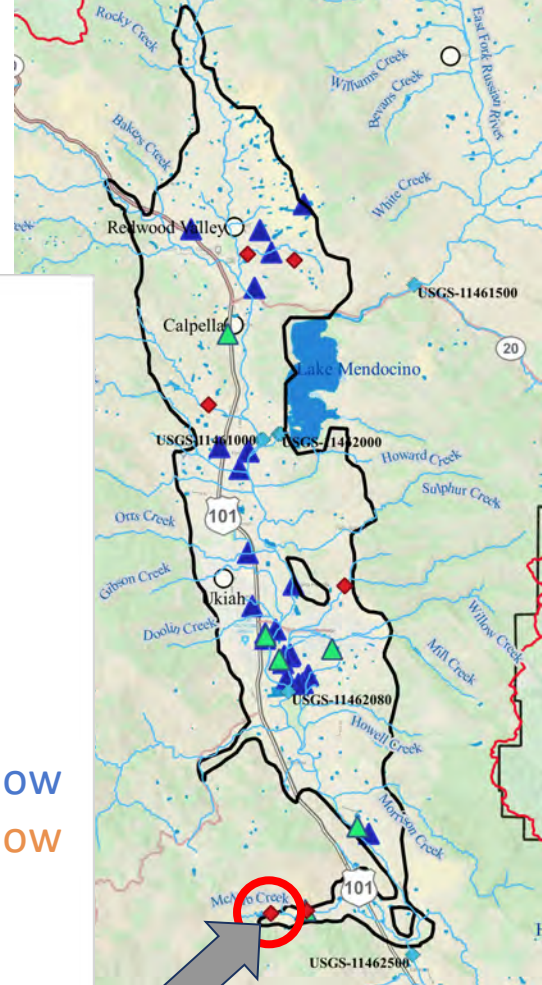 Rocky Creek
Williams Creek
Bevans Creek
East Fork Russian River
Bakers Creek
White Creek
eek
Redwood Valley
USGS-11461500
Calpella
20
Lake Mendocino
USGS-11461000
USGS-11462000
Howard Creek
Sulphur Creek
101
Orrs Creek
Gibson Creek
Ukiah
Doolin Creek
Willow Creek
Mill Creek
USGS-11462080
Howell Creek
ow
ow
Morrison Creek
101
McNab Creek
USGS-11462500